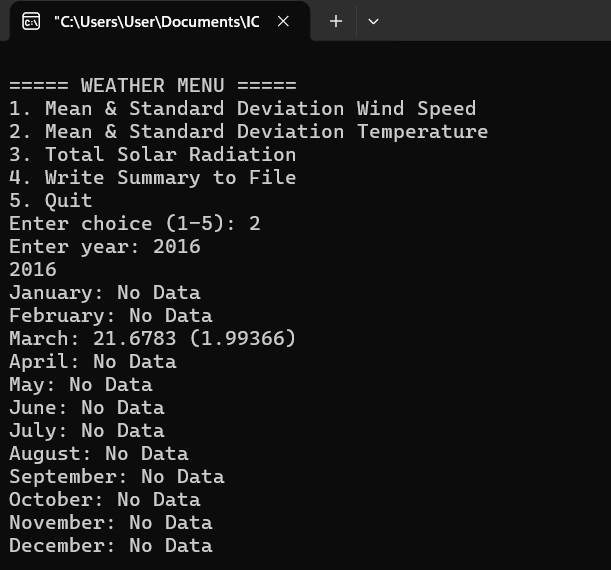 "C:\Users\User\Documents\IC
===== WEATHER MENU =====
1. Mean & Standard Deviation Wind Speed
2. Mean & Standard Deviation Temperature
3. Total Solar Radiation
4. Write Summary to File
5. Quit
Enter choice (1-5): 2
Enter year: 2016
2016
January: No Data
February: No Data
March: 21.6783 (1.99366)
April: No Data
May: No Data
June: No Data
July: No Data
August: No Data
September: No Data
October: No Data
November: No Data
December: No Data